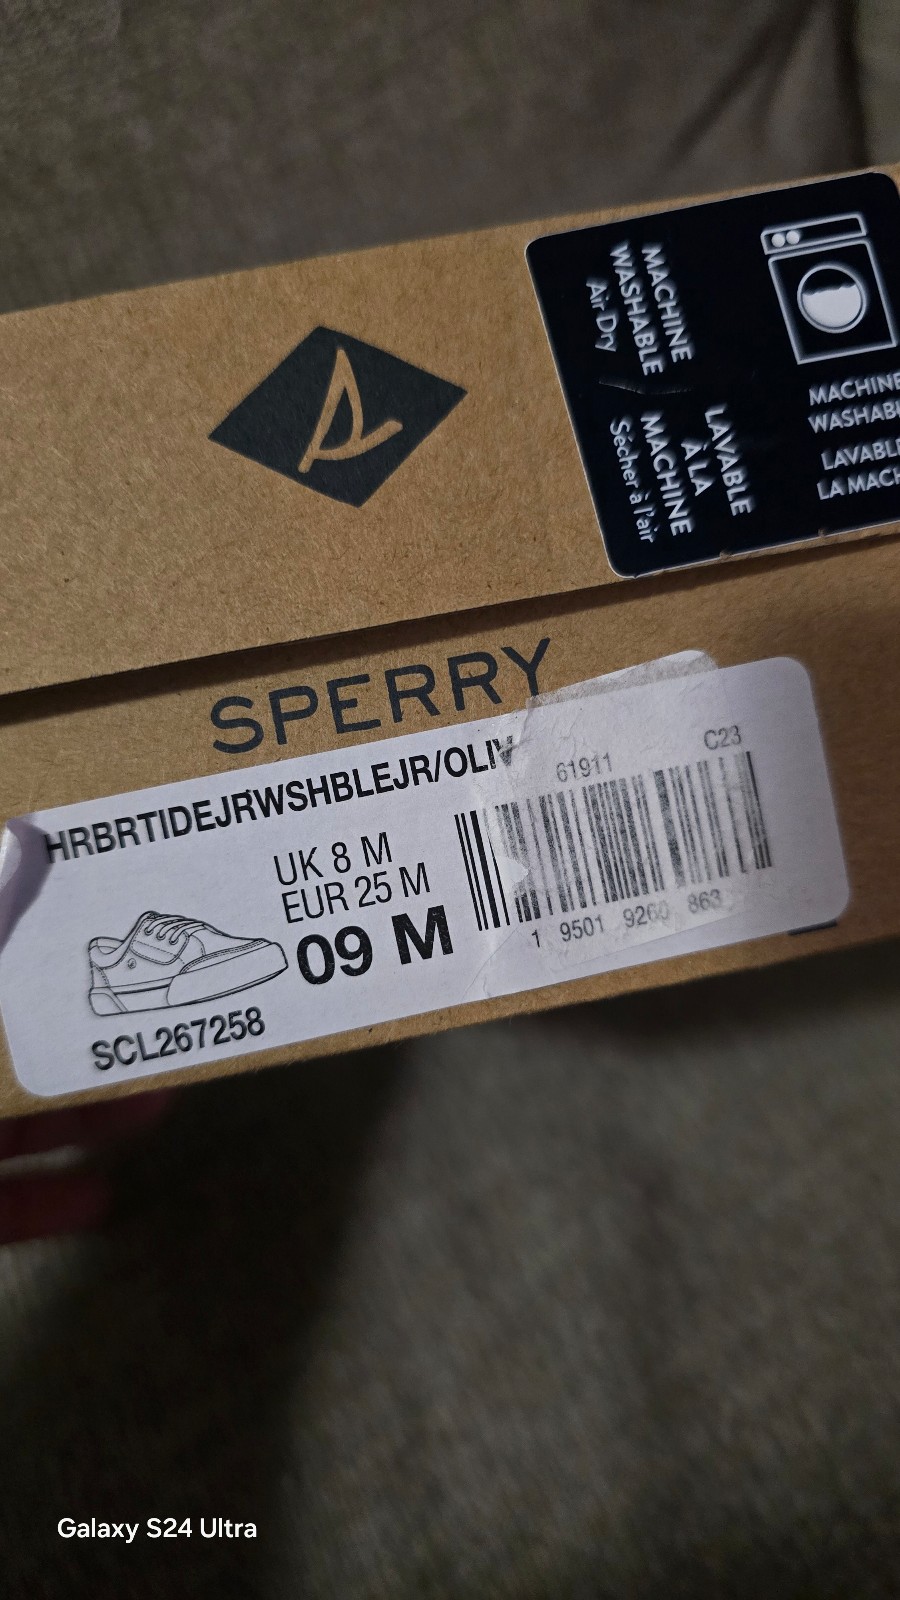 MACHINE
WASHABLE
Air Dry
LAVABLE
À LA
MACHINE
Sécher à l'air
MACHINE
WASHABL
LAVABLE
LA MACH
SPERRY
HRBRTIDEJRWSHBLEJR/OLIV
61911
C23
UK 8 M
EUR 25 M
09 M
1 9501 9260 863
SCL267258
Galaxy S24 Ultra